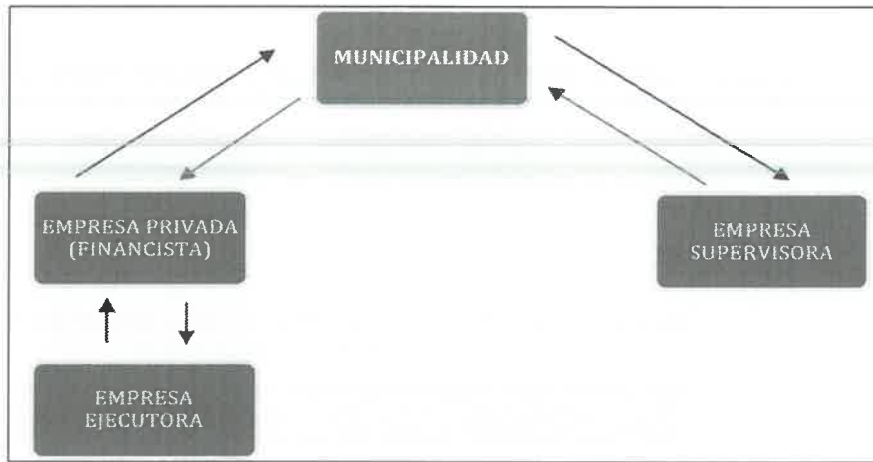 MUNICIPALIDAD
EMPRESA PRIVADA
(FINANCISTA)
EMPRESA
SUPERVISORA
EMPRESA
EJECUTORA